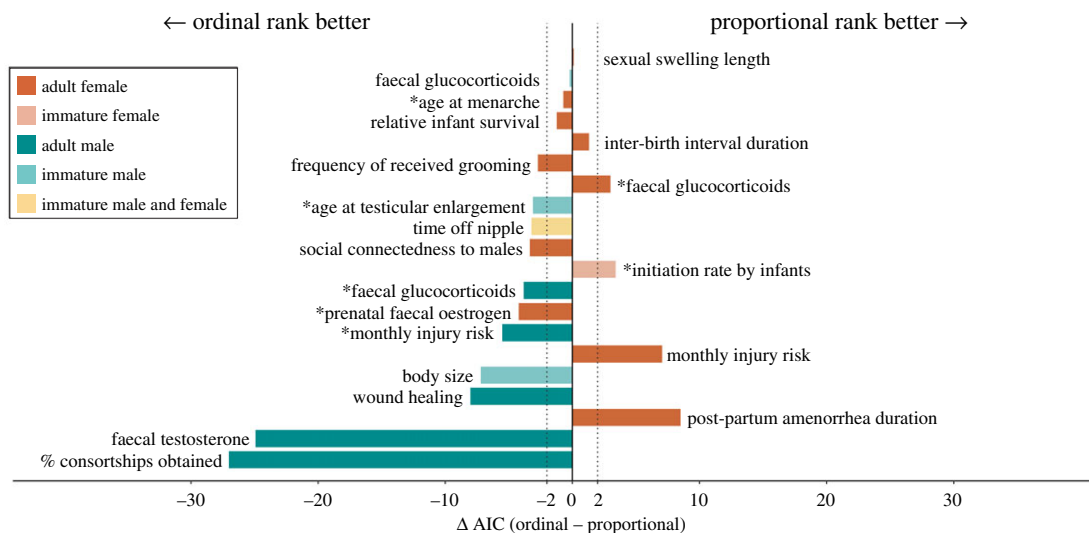 ← ordinal rank better
proportional rank better →
adult female
immature female
adult male
immature male
immature male and female
sexual swelling length
faecal glucocorticoids
*age at menarche
relative infant survival
inter-birth interval duration
frequency of received grooming
*faecal glucocorticoids
*age at testicular enlargement
time off nipple
social connectedness to males
*initiation rate by infants
*faecal glucocorticoids
*prenatal faecal oestrogen
*monthly injury risk
monthly injury risk
body size
wound healing
post-partum amenorrhea duration
faecal testosterone
% consortships obtained
–30 –20 –10 –2 0 2 10 20 30
Δ AIC (ordinal – proportional)